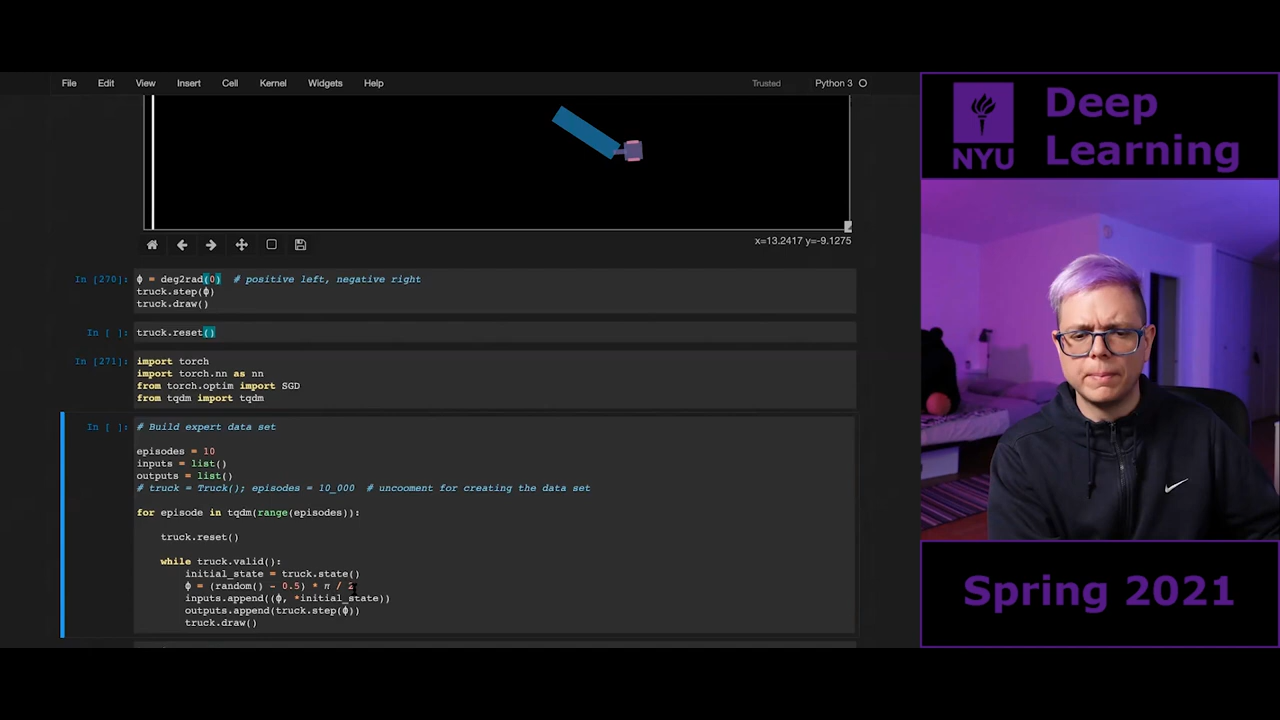 File Edit View Insert Cell Kernel Widgets Help Trusted Python 3
x=13.2417 y=-9.1275
In [270]: ϕ = deg2rad(0)  # positive left, negative right
truck.step(ϕ)
truck.draw()
In [ ]: truck.reset()
In [271]: import torch
import torch.nn as nn
from torch.optim import SGD
from tqdm import tqdm
In [ ]: # Build expert data set
episodes = 10
inputs = list()
outputs = list()
# truck = Truck(); episodes = 10_000  # uncooment for creating the data set
for episode in tqdm(range(episodes)):
truck.reset()
while truck.valid():
initial_state = truck.state()
ϕ = (random() - 0.5) * π / 2
inputs.append((ϕ, *initial_state))
outputs.append(truck.step(ϕ))
truck.draw()
NYU
Deep
Learning
Spring 2021